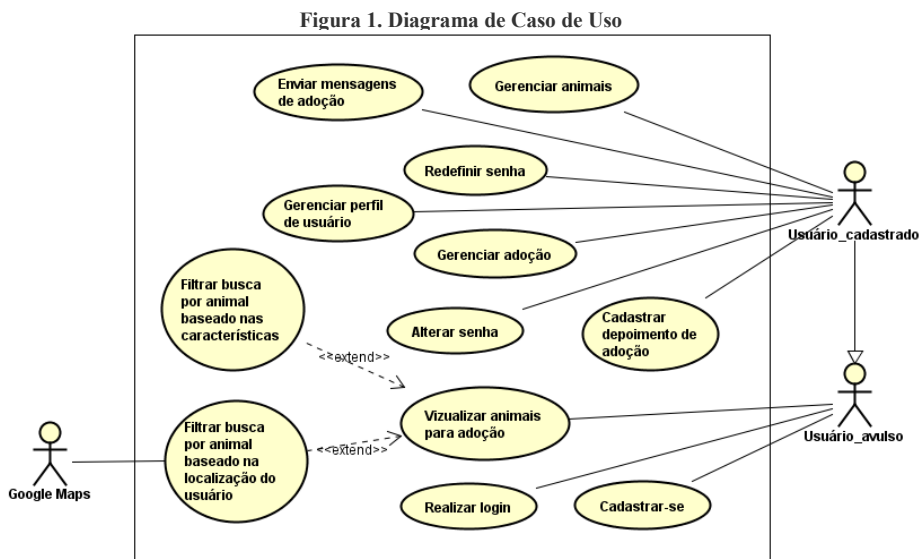 Figura 1. Diagrama de Caso de Uso
Enviar mensagens
de adoção
Gerenciar animais
Redefinir senha
Gerenciar perfil
de usuário
Usuário_cadastrado
Gerenciar adoção
Filtrar busca
por animal
baseado nas
características
Alterar senha
Cadastrar
depoimento de
adoção
<<extend>>
Vizualizar animais
para adoção
Usuário_avulso
Filtrar busca
por animal
baseado na
localização do
usuário
<<extend>>
Google Maps
Realizar login
Cadastrar-se